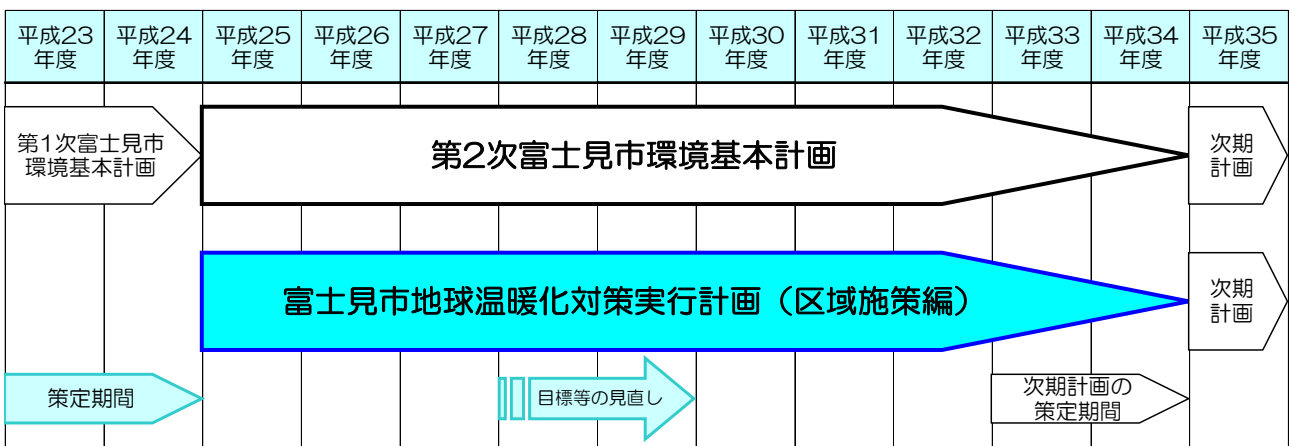 平成23
年度
平成24
年度
平成25
年度
平成26
年度
平成27
年度
平成28
年度
平成29
年度
平成30
年度
平成31
年度
平成32
年度
平成33
年度
平成34
年度
平成35
年度
第1次富士見市
環境基本計画
第2次富士見市環境基本計画
次期
計画
富士見市地球温暖化対策実行計画（区域施策編）
次期
計画
策定期間
目標等の見直し
次期計画の
策定期間